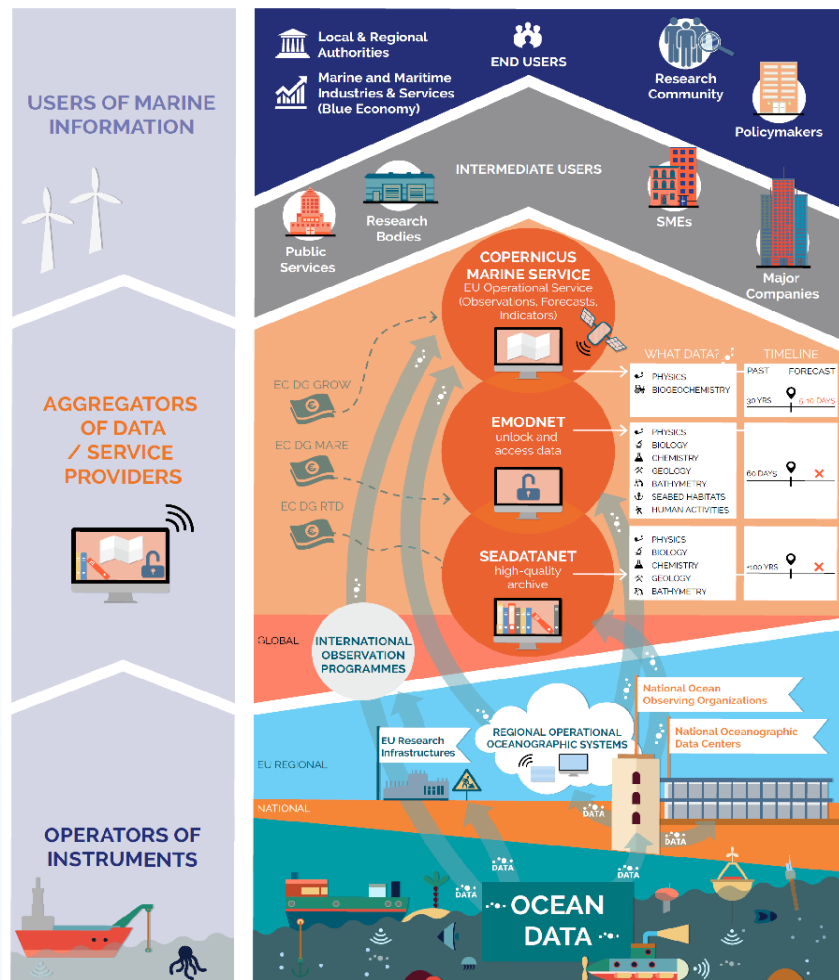 USERS OF MARINE
INFORMATION
AGGREGATORS
OF DATA
/ SERVICE
PROVIDERS
OPERATORS OF
INSTRUMENTS
Local & Regional
Authorities
Marine and Maritime
Industries & Services
(Blue Economy)
END USERS
Research
Community
Policymakers
INTERMEDIATE USERS
Public
Services
Research
Bodies
SMEs
Major
Companies
COPERNICUS
MARINE SERVICE
EU Operational Service
(Observations, Forecasts,
Indicators)
EC DG GROW
EC DG MARE
EC DG RTD
EMODNET
unlock and
access data
SEADATANET
high-quality
archive
WHAT DATA?
TIMELINE
PHYSICS
BIOGEOCHEMISTRY
PAST FORECAST
30 YRS 5-10 DAYS
PHYSICS
BIOLOGY
CHEMISTRY
GEOLOGY
BATHYMETRY
SEABED HABITATS
HUMAN ACTIVITIES
60 DAYS
PHYSICS
BIOLOGY
CHEMISTRY
GEOLOGY
BATHYMETRY
100 YRS
GLOBAL
INTERNATIONAL
OBSERVATION
PROGRAMMES
EU REGIONAL
EU Research
Infrastructures
REGIONAL OPERATIONAL
OCEANOGRAPHIC SYSTEMS
National Ocean
Observing Organizations
National Oceanographic
Data Centers
NATIONAL
DATA
DATA
DATA
DATA
DATA
OCEAN
DATA